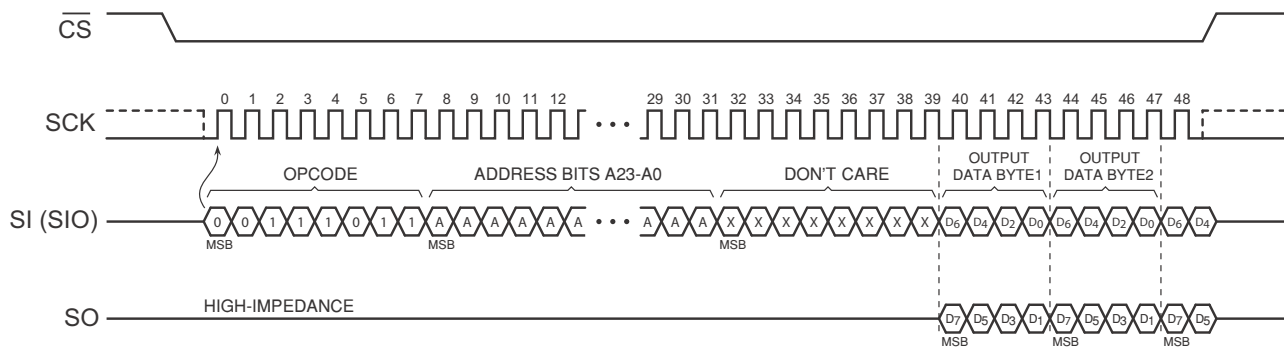 CS
0 1 2 3 4 5 6 7 8 9 10 11 12 29 30 31 32 33 34 35 36 37 38 39 40 41 42 43 44 45 46 47 48
SCK
OPCODE ADDRESS BITS A23-A0 DON'T CARE OUTPUT DATA BYTE1 OUTPUT DATA BYTE2
SI (SIO) 0 0 1 1 1 0 1 1 A A A A A A A A A X X X X X X X X D6 D4 D2 D0 D6 D4 D2 D0 D6 D4
MSB MSB MSB
HIGH-IMPEDANCE
SO D7 D5 D3 D1 D7 D5 D3 D1 D7 D5
MSB MSB MSB